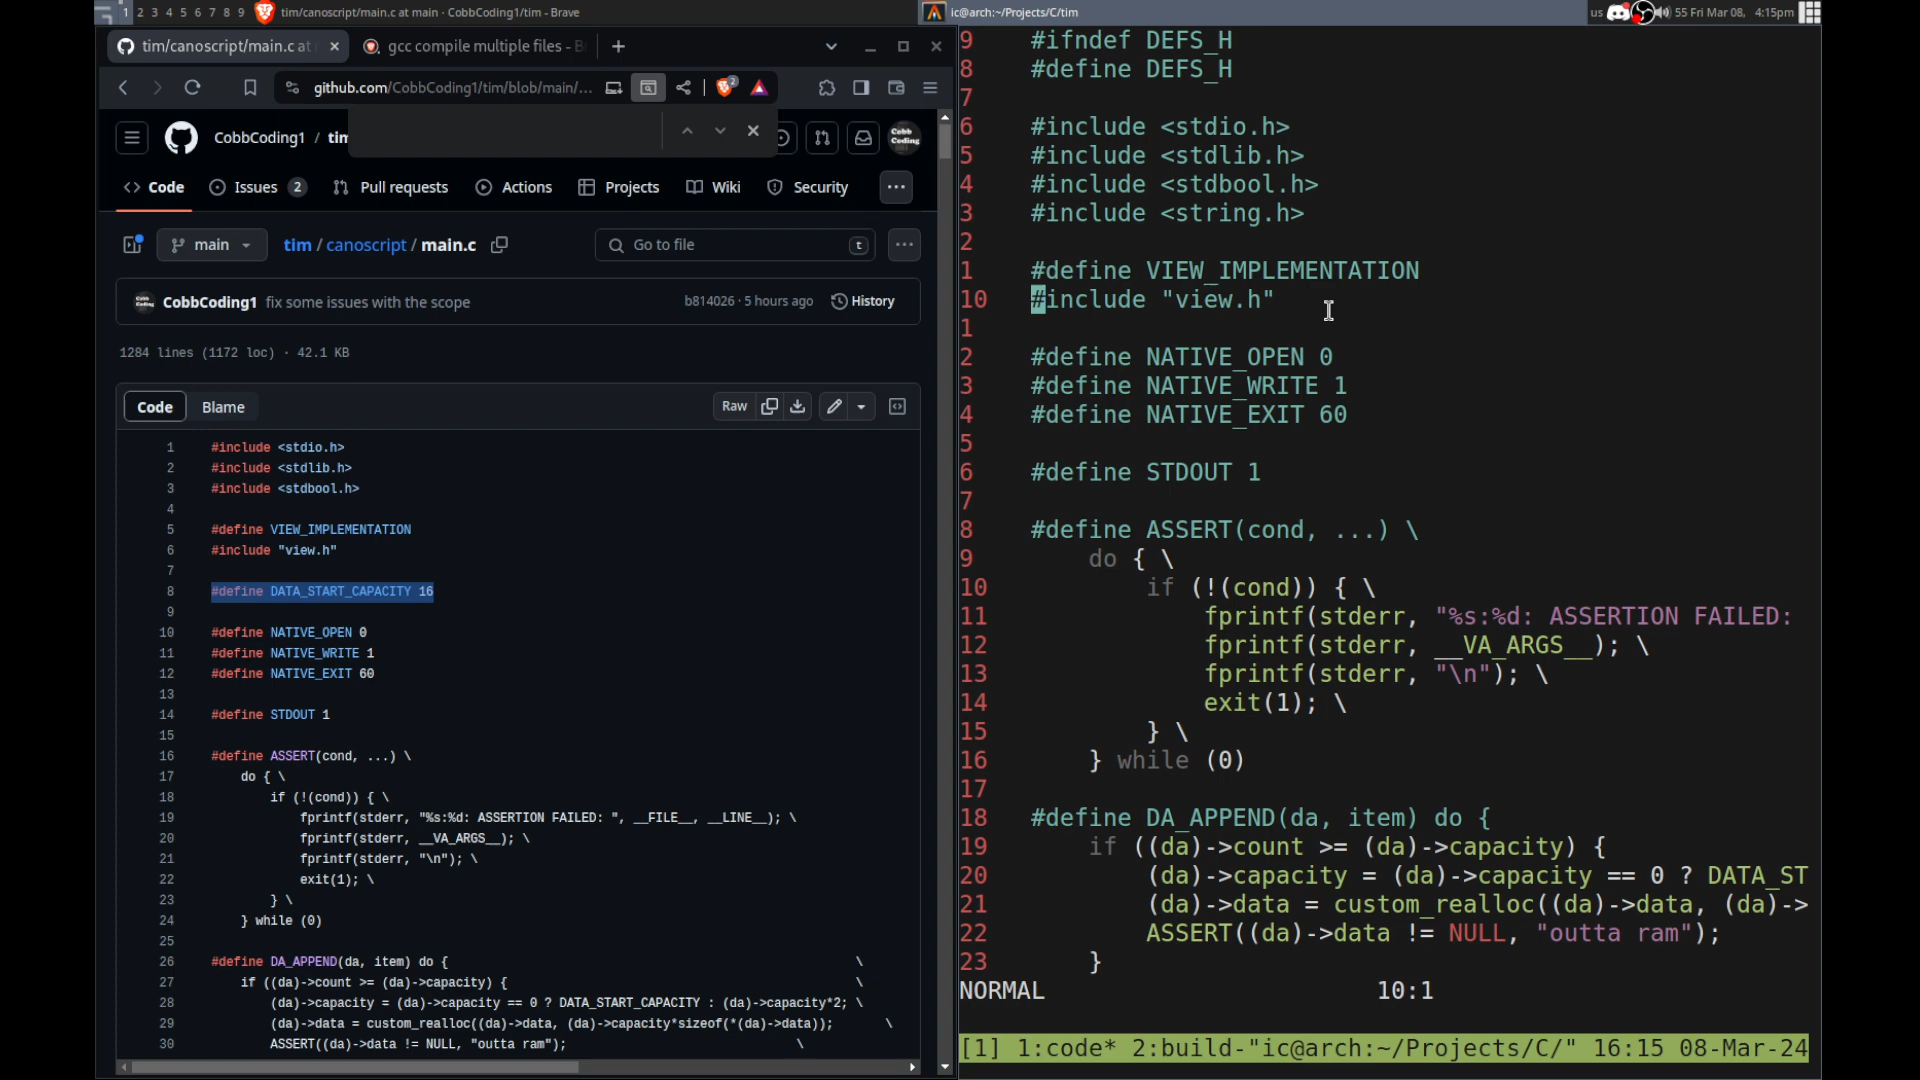 1 2 3 4 5 6 7 8 9 tim/canoscript/main.c at main · CobbCoding1/tim - Brave
ic@arch:~/Projects/C/tim
us 55 Fri Mar 08, 4:15pm
tim/canoscript/main.c at
gcc compile multiple files - B
github.com/CobbCoding1/tim/blob/main/...
2
CobbCoding1 / tim
Cobb
Coding
Code
Issues 2
Pull requests
Actions
Projects
Wiki
Security
main
tim / canoscript / main.c
Go to file
t
CobbCoding1 fix some issues with the scope
b814026 · 5 hours ago
History
1284 lines (1172 loc) · 42.1 KB
Code
Blame
Raw
1 #include <stdio.h>
2 #include <stdlib.h>
3 #include <stdbool.h>
4
5 #define VIEW_IMPLEMENTATION
6 #include "view.h"
7
8 #define DATA_START_CAPACITY 16
9
10 #define NATIVE_OPEN 0
11 #define NATIVE_WRITE 1
12 #define NATIVE_EXIT 60
13
14 #define STDOUT 1
15
16 #define ASSERT(cond, ...) \
17 do { \
18 if (!(cond)) { \
19 fprintf(stderr, "%s:%d: ASSERTION FAILED: ", __FILE__, __LINE__); \
20 fprintf(stderr, __VA_ARGS__); \
21 fprintf(stderr, "\n"); \
22 exit(1); \
23 } \
24 } while (0)
25
26 #define DA_APPEND(da, item) do { \
27 if ((da)->count >= (da)->capacity) { \
28 (da)->capacity = (da)->capacity == 0 ? DATA_START_CAPACITY : (da)->capacity*2; \
29 (da)->data = custom_realloc((da)->data, (da)->capacity*sizeof(*(da)->data)); \
30 ASSERT((da)->data != NULL, "outta ram"); \
9 #ifndef DEFS_H
8 #define DEFS_H
7
6 #include <stdio.h>
5 #include <stdlib.h>
4 #include <stdbool.h>
3 #include <string.h>
2
1 #define VIEW_IMPLEMENTATION
10 #include "view.h"
1
2 #define NATIVE_OPEN 0
3 #define NATIVE_WRITE 1
4 #define NATIVE_EXIT 60
5
6 #define STDOUT 1
7
8 #define ASSERT(cond, ...) \
9 do { \
10 if (!(cond)) { \
11 fprintf(stderr, "%s:%d: ASSERTION FAILED:
12 fprintf(stderr, __VA_ARGS__); \
13 fprintf(stderr, "\n"); \
14 exit(1); \
15 } \
16 } while (0)
17
18 #define DA_APPEND(da, item) do {
19 if ((da)->count >= (da)->capacity) {
20 (da)->capacity = (da)->capacity == 0 ? DATA_ST
21 (da)->data = custom_realloc((da)->data, (da)->
22 ASSERT((da)->data != NULL, "outta ram");
23 }
NORMAL 10:1
[1] 1:code* 2:build-"ic@arch:~/Projects/C/" 16:15 08-Mar-24